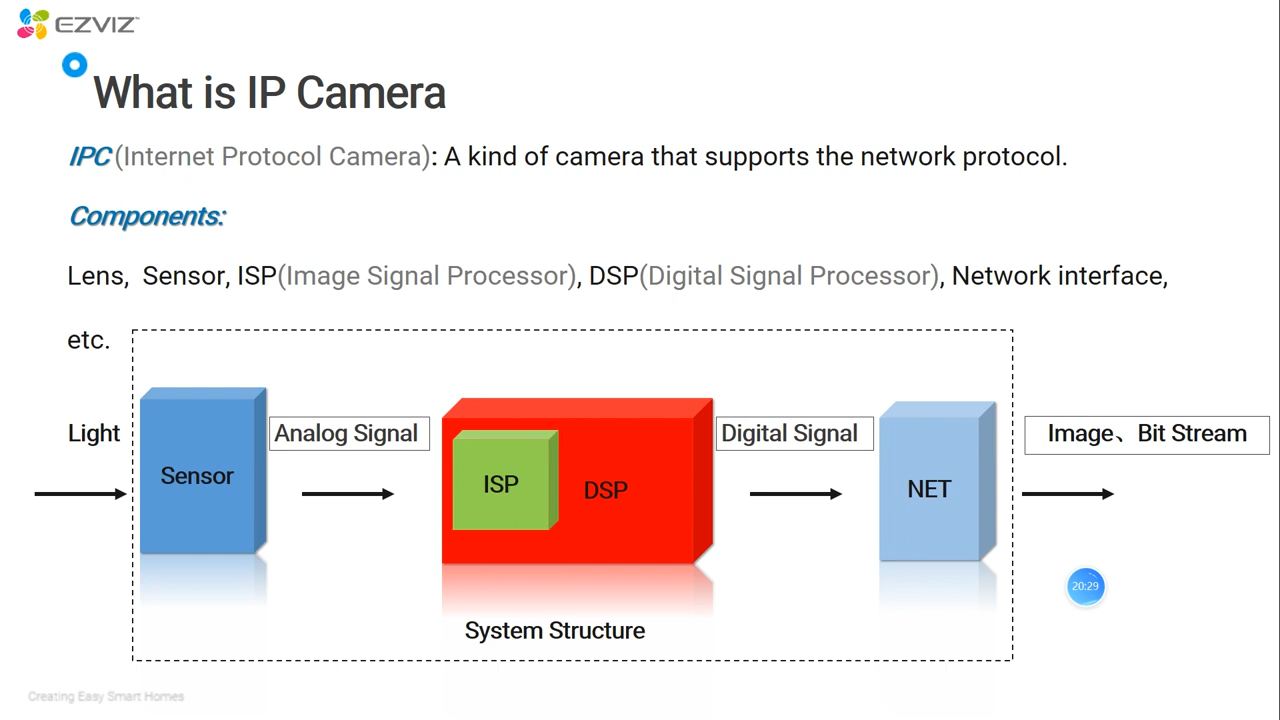 EZVIZ
What is IP Camera
IPC (Internet Protocol Camera): A kind of camera that supports the network protocol.
Components:
Lens, Sensor, ISP(Image Signal Processor), DSP(Digital Signal Processor), Network interface,
etc.
Light
Sensor
Analog Signal
ISP
DSP
Digital Signal
NET
Image、Bit Stream
20:29
System Structure
Creating Easy Smart Homes